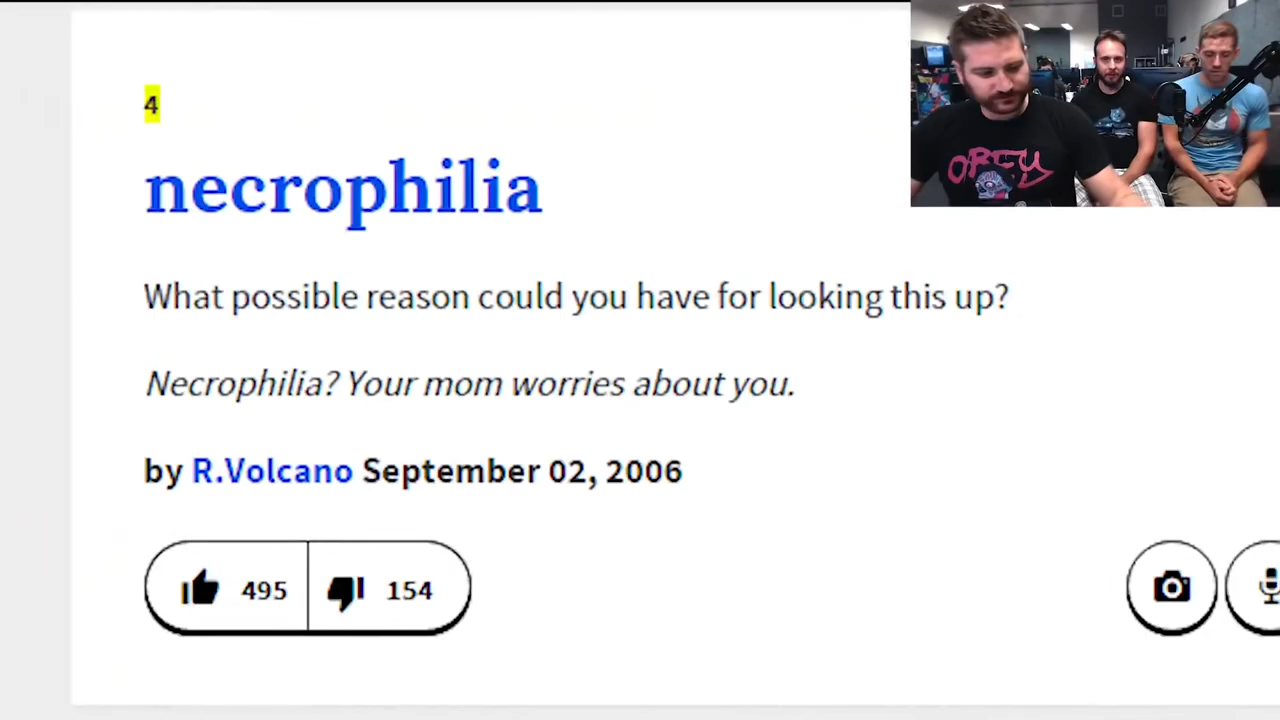 4
necrophilia
What possible reason could you have for looking this up?
Necrophilia? Your mom worries about you.
by R.Volcano September 02, 2006
495 154
OBEY